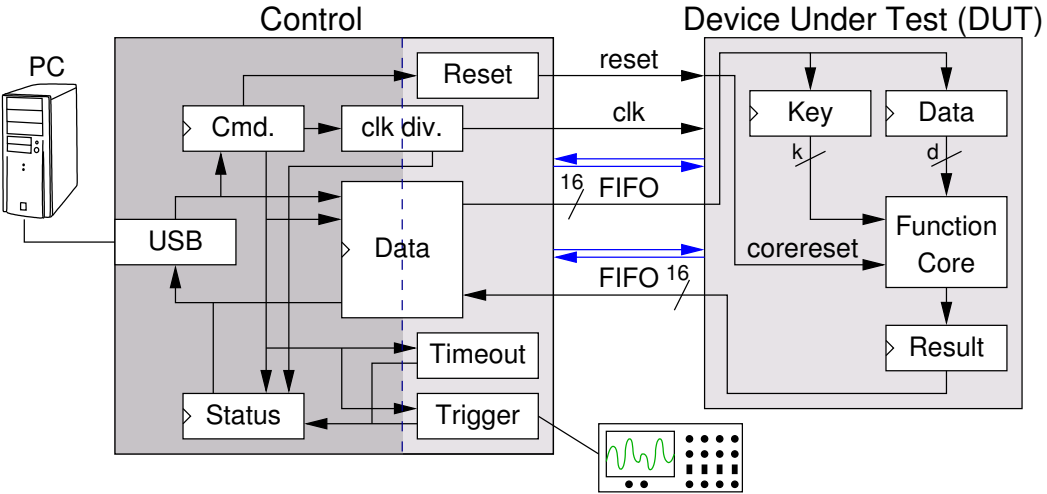 Control
Device Under Test (DUT)
PC
Reset
reset
Cmd.
clk div.
clk
Key
Data
k
d
16
FIFO
USB
Data
Function
Core
corereset
FIFO
16
Timeout
Result
Status
Trigger